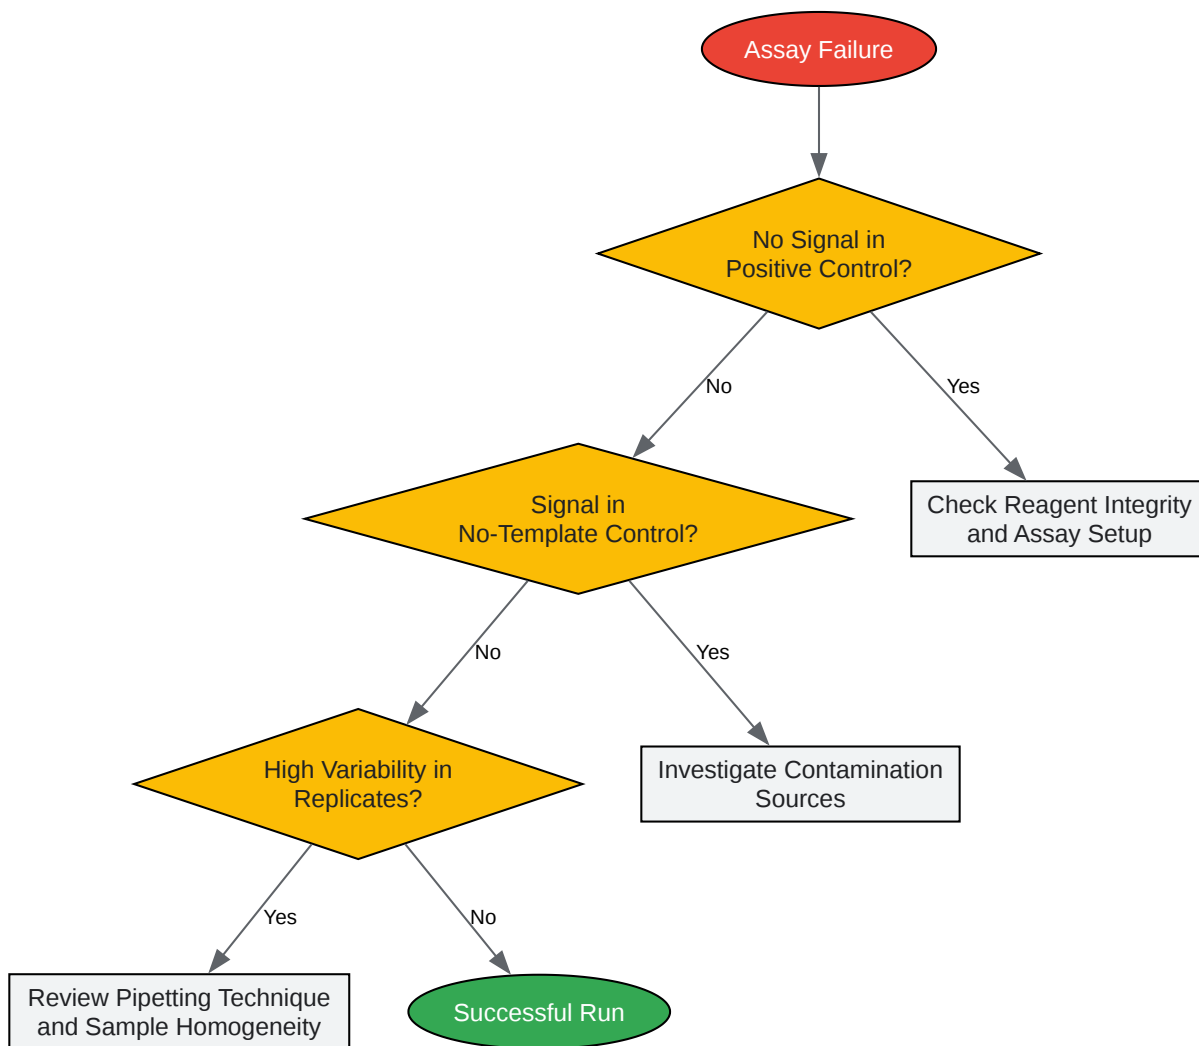 Assay Failure
No Signal in
Positive Control?
No
Yes
Signal in
No-Template Control?
Check Reagent Integrity
and Assay Setup
No
Yes
High Variability in
Replicates?
Investigate Contamination
Sources
Yes
No
Review Pipetting Technique
and Sample Homogeneity
Successful Run